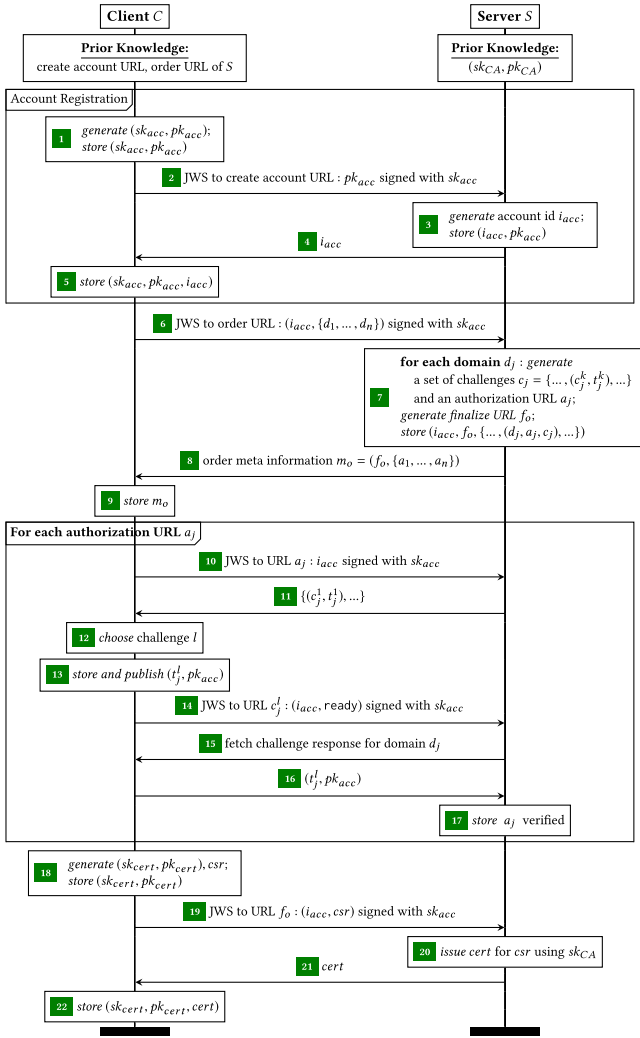 Client C
Server S
Prior Knowledge:
create account URL, order URL of S
Prior Knowledge:
(sk_CA, pk_CA)
Account Registration
1 generate (sk_acc, pk_acc);
store (sk_acc, pk_acc)
2 JWS to create account URL : pk_acc signed with sk_acc
3 generate account id i_acc;
store (i_acc, pk_acc)
4 i_acc
5 store (sk_acc, pk_acc, i_acc)
6 JWS to order URL : (i_acc, {d_1, ..., d_n}) signed with sk_acc
7 for each domain d_j : generate
a set of challenges c_j = {..., (c_j^k, t_j^k), ...}
and an authorization URL a_j;
generate finalize URL f_o;
store (i_acc, f_o, {..., (d_j, a_j, c_j), ...})
8 order meta information m_o = (f_o, {a_1, ..., a_n})
9 store m_o
For each authorization URL a_j
10 JWS to URL a_j : i_acc signed with sk_acc
11 {(c_j^1, t_j^1), ...}
12 choose challenge l
13 store and publish (t_j^l, pk_acc)
14 JWS to URL c_j^l : (i_acc, ready) signed with sk_acc
15 fetch challenge response for domain d_j
16 (t_j^l, pk_acc)
17 store a_j verified
18 generate (sk_cert, pk_cert), csr;
store (sk_cert, pk_cert)
19 JWS to URL f_o : (i_acc, csr) signed with sk_acc
20 issue cert for csr using sk_CA
21 cert
22 store (sk_cert, pk_cert, cert)